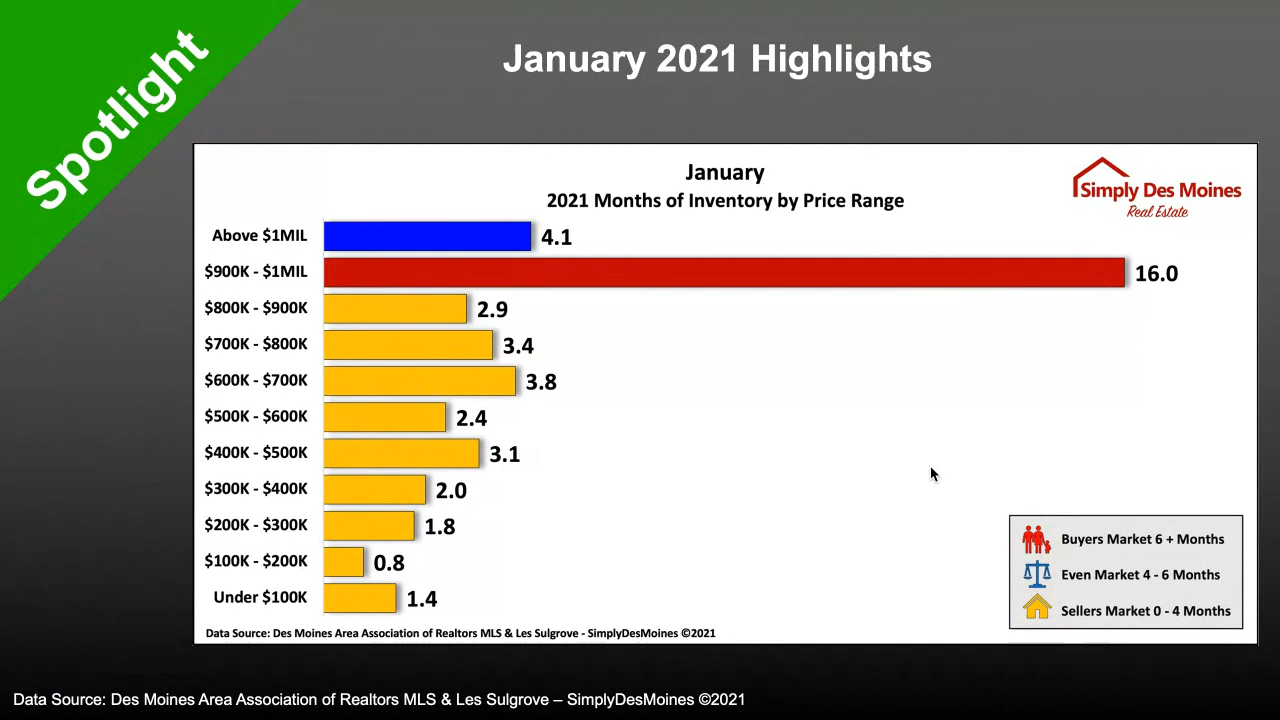 Spotlight
January 2021 Highlights
January
2021 Months of Inventory by Price Range
Simply Des Moines
Real Estate
Above $1MIL 4.1
$900K - $1MIL 16.0
$800K - $900K 2.9
$700K - $800K 3.4
$600K - $700K 3.8
$500K - $600K 2.4
$400K - $500K 3.1
$300K - $400K 2.0
$200K - $300K 1.8
$100K - $200K 0.8
Under $100K 1.4
Buyers Market 6 + Months
Even Market 4 - 6 Months
Sellers Market 0 - 4 Months
Data Source: Des Moines Area Association of Realtors MLS & Les Sulgrove - SimplyDesMoines ©2021
Data Source: Des Moines Area Association of Realtors MLS & Les Sulgrove – SimplyDesMoines ©2021